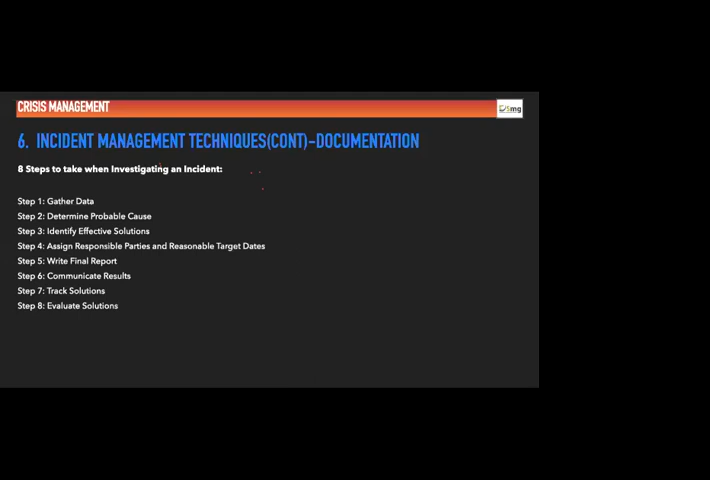 CRISIS MANAGEMENT
5mg
6. INCIDENT MANAGEMENT TECHNIQUES(CONT)-DOCUMENTATION
8 Steps to take when Investigating an Incident:
Step 1: Gather Data
Step 2: Determine Probable Cause
Step 3: Identify Effective Solutions
Step 4: Assign Responsible Parties and Reasonable Target Dates
Step 5: Write Final Report
Step 6: Communicate Results
Step 7: Track Solutions
Step 8: Evaluate Solutions